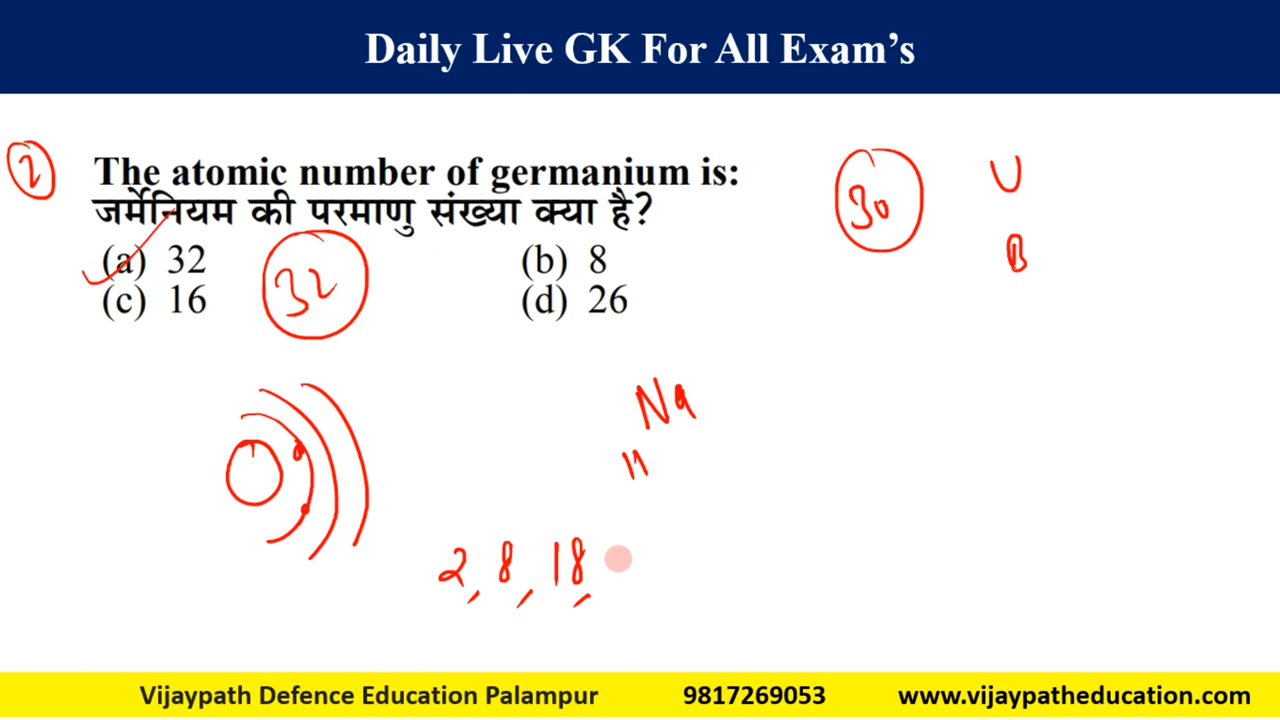 Daily Live GK For All Exam’s
2
The atomic number of germanium is:
जर्मेनियम की परमाणु संख्या क्या है?
(a) 32
(b) 8
(c) 16
(d) 26
32
30
U
B
Na
11
2, 8, 18
Vijaypath Defence Education Palampur
9817269053
www.vijaypatheducation.com